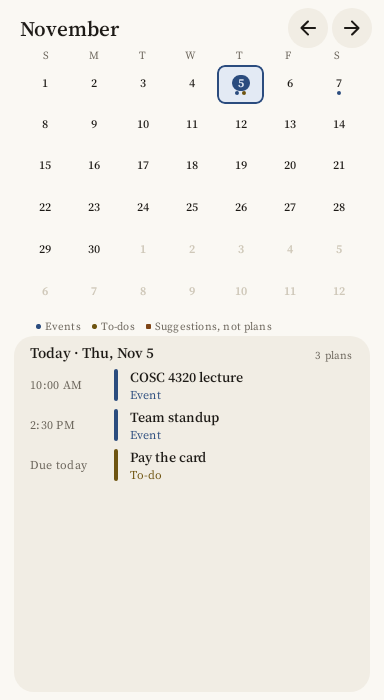 November
S M T W T F S
1 2 3 4 5 6 7
8 9 10 11 12 13 14
15 16 17 18 19 20 21
22 23 24 25 26 27 28
29 30 1 2 3 4 5
6 7 8 9 10 11 12
Events To-dos Suggestions, not plans
Today · Thu, Nov 5 3 plans
10:00 AM COSC 4320 lecture
Event
2:30 PM Team standup
Event
Due today Pay the card
To-do